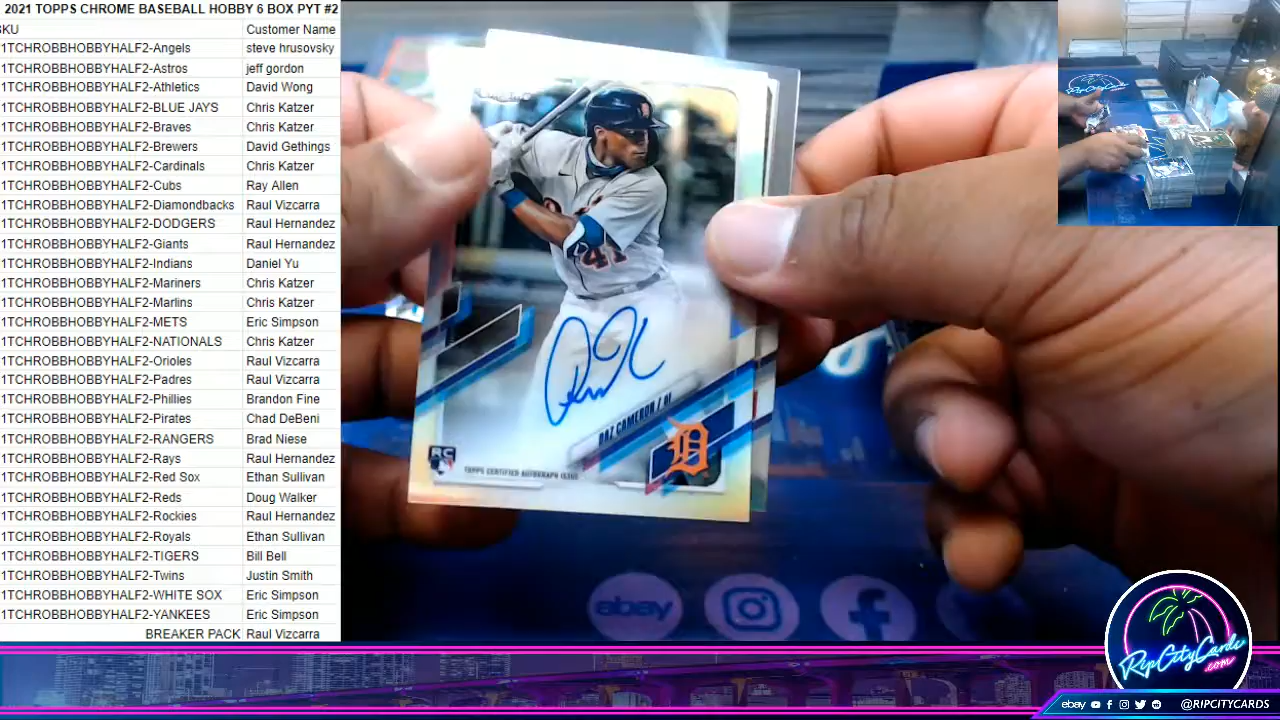 2021 TOPPS CHROME BASEBALL HOBBY 6 BOX PYT #2
Customer Name
1TCHROBBHOBBYHALF2-Angels steve hrusovsky
1TCHROBBHOBBYHALF2-Astros jeff gordon
1TCHROBBHOBBYHALF2-Athletics David Wong
1TCHROBBHOBBYHALF2-BLUE JAYS Chris Katzer
1TCHROBBHOBBYHALF2-Braves Chris Katzer
1TCHROBBHOBBYHALF2-Brewers David Gethings
1TCHROBBHOBBYHALF2-Cardinals Chris Katzer
1TCHROBBHOBBYHALF2-Cubs Ray Allen
1TCHROBBHOBBYHALF2-Diamondbacks Raul Vizcarra
1TCHROBBHOBBYHALF2-DODGERS Raul Hernandez
1TCHROBBHOBBYHALF2-Giants Raul Hernandez
1TCHROBBHOBBYHALF2-Indians Daniel Yu
1TCHROBBHOBBYHALF2-Mariners Chris Katzer
1TCHROBBHOBBYHALF2-Marlins Chris Katzer
1TCHROBBHOBBYHALF2-METS Eric Simpson
1TCHROBBHOBBYHALF2-NATIONALS Chris Katzer
1TCHROBBHOBBYHALF2-Orioles Raul Vizcarra
1TCHROBBHOBBYHALF2-Padres Raul Vizcarra
1TCHROBBHOBBYHALF2-Phillies Brandon Fine
1TCHROBBHOBBYHALF2-Pirates Chad DeBeni
1TCHROBBHOBBYHALF2-RANGERS Brad Niese
1TCHROBBHOBBYHALF2-Rays Raul Hernandez
1TCHROBBHOBBYHALF2-Red Sox Ethan Sullivan
1TCHROBBHOBBYHALF2-Reds Doug Walker
1TCHROBBHOBBYHALF2-Rockies Raul Hernandez
1TCHROBBHOBBYHALF2-Royals Ethan Sullivan
1TCHROBBHOBBYHALF2-TIGERS Bill Bell
1TCHROBBHOBBYHALF2-Twins Justin Smith
1TCHROBBHOBBYHALF2-WHITE SOX Eric Simpson
1TCHROBBHOBBYHALF2-YANKEES Eric Simpson
BREAKER PACK Raul Vizcarra
41
DAZ CAMERON
D
RC
TOPPS CERTIFIED AUTOGRAPH ISSUE
ebay
RipCityCards
.com
ebay @RIPCITYCARDS